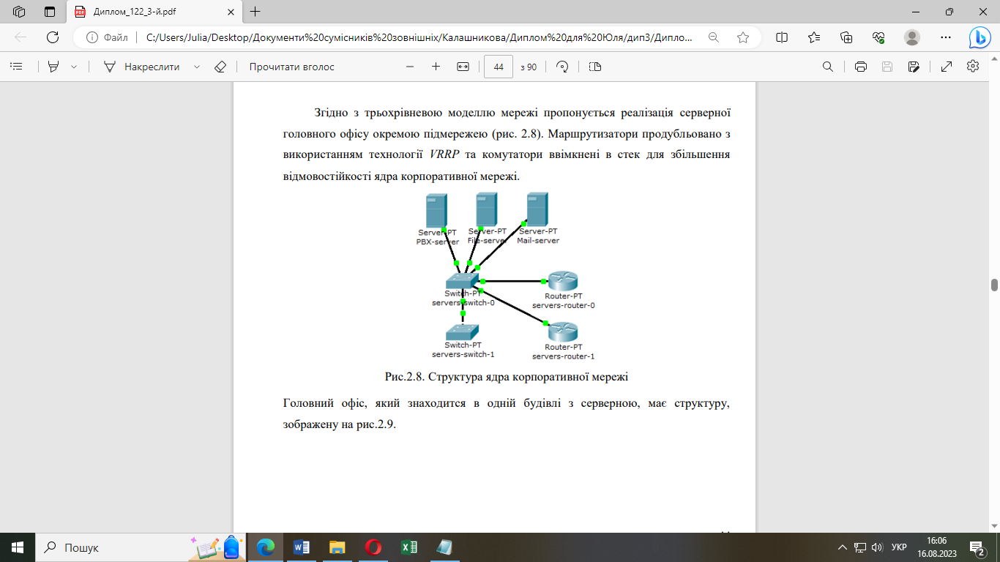 Диплом_122_3-й.pdf
Файл
C:/Users/Julia/Desktop/Документи%20сумісників%20зовнішніх/Калашникова/Диплом%20для%20Юля/дип3/Дипло...
Накреслити
Прочитати вголос
44
з 90
Згідно з трьохрівневою моделлю мережі пропонується реалізація серверної
головного офісу окремою підмережею (рис. 2.8). Маршрутизатори продубльовано з
використанням технології VRRP та комутатори ввімкнені в стек для збільшення
відмовостійкості ядра корпоративної мережі.
Server-PT
PBX-server
Server-PT
File-server
Server-PT
Mail-server
Switch-PT
servers-switch-0
Router-PT
servers-router-0
Switch-PT
servers-switch-1
Router-PT
servers-router-1
Рис.2.8. Структура ядра корпоративної мережі
Головний офіс, який знаходится в одній будівлі з серверною, має структуру,
зображену на рис.2.9.
Пошук
УКР
16:06
16.08.2023
2